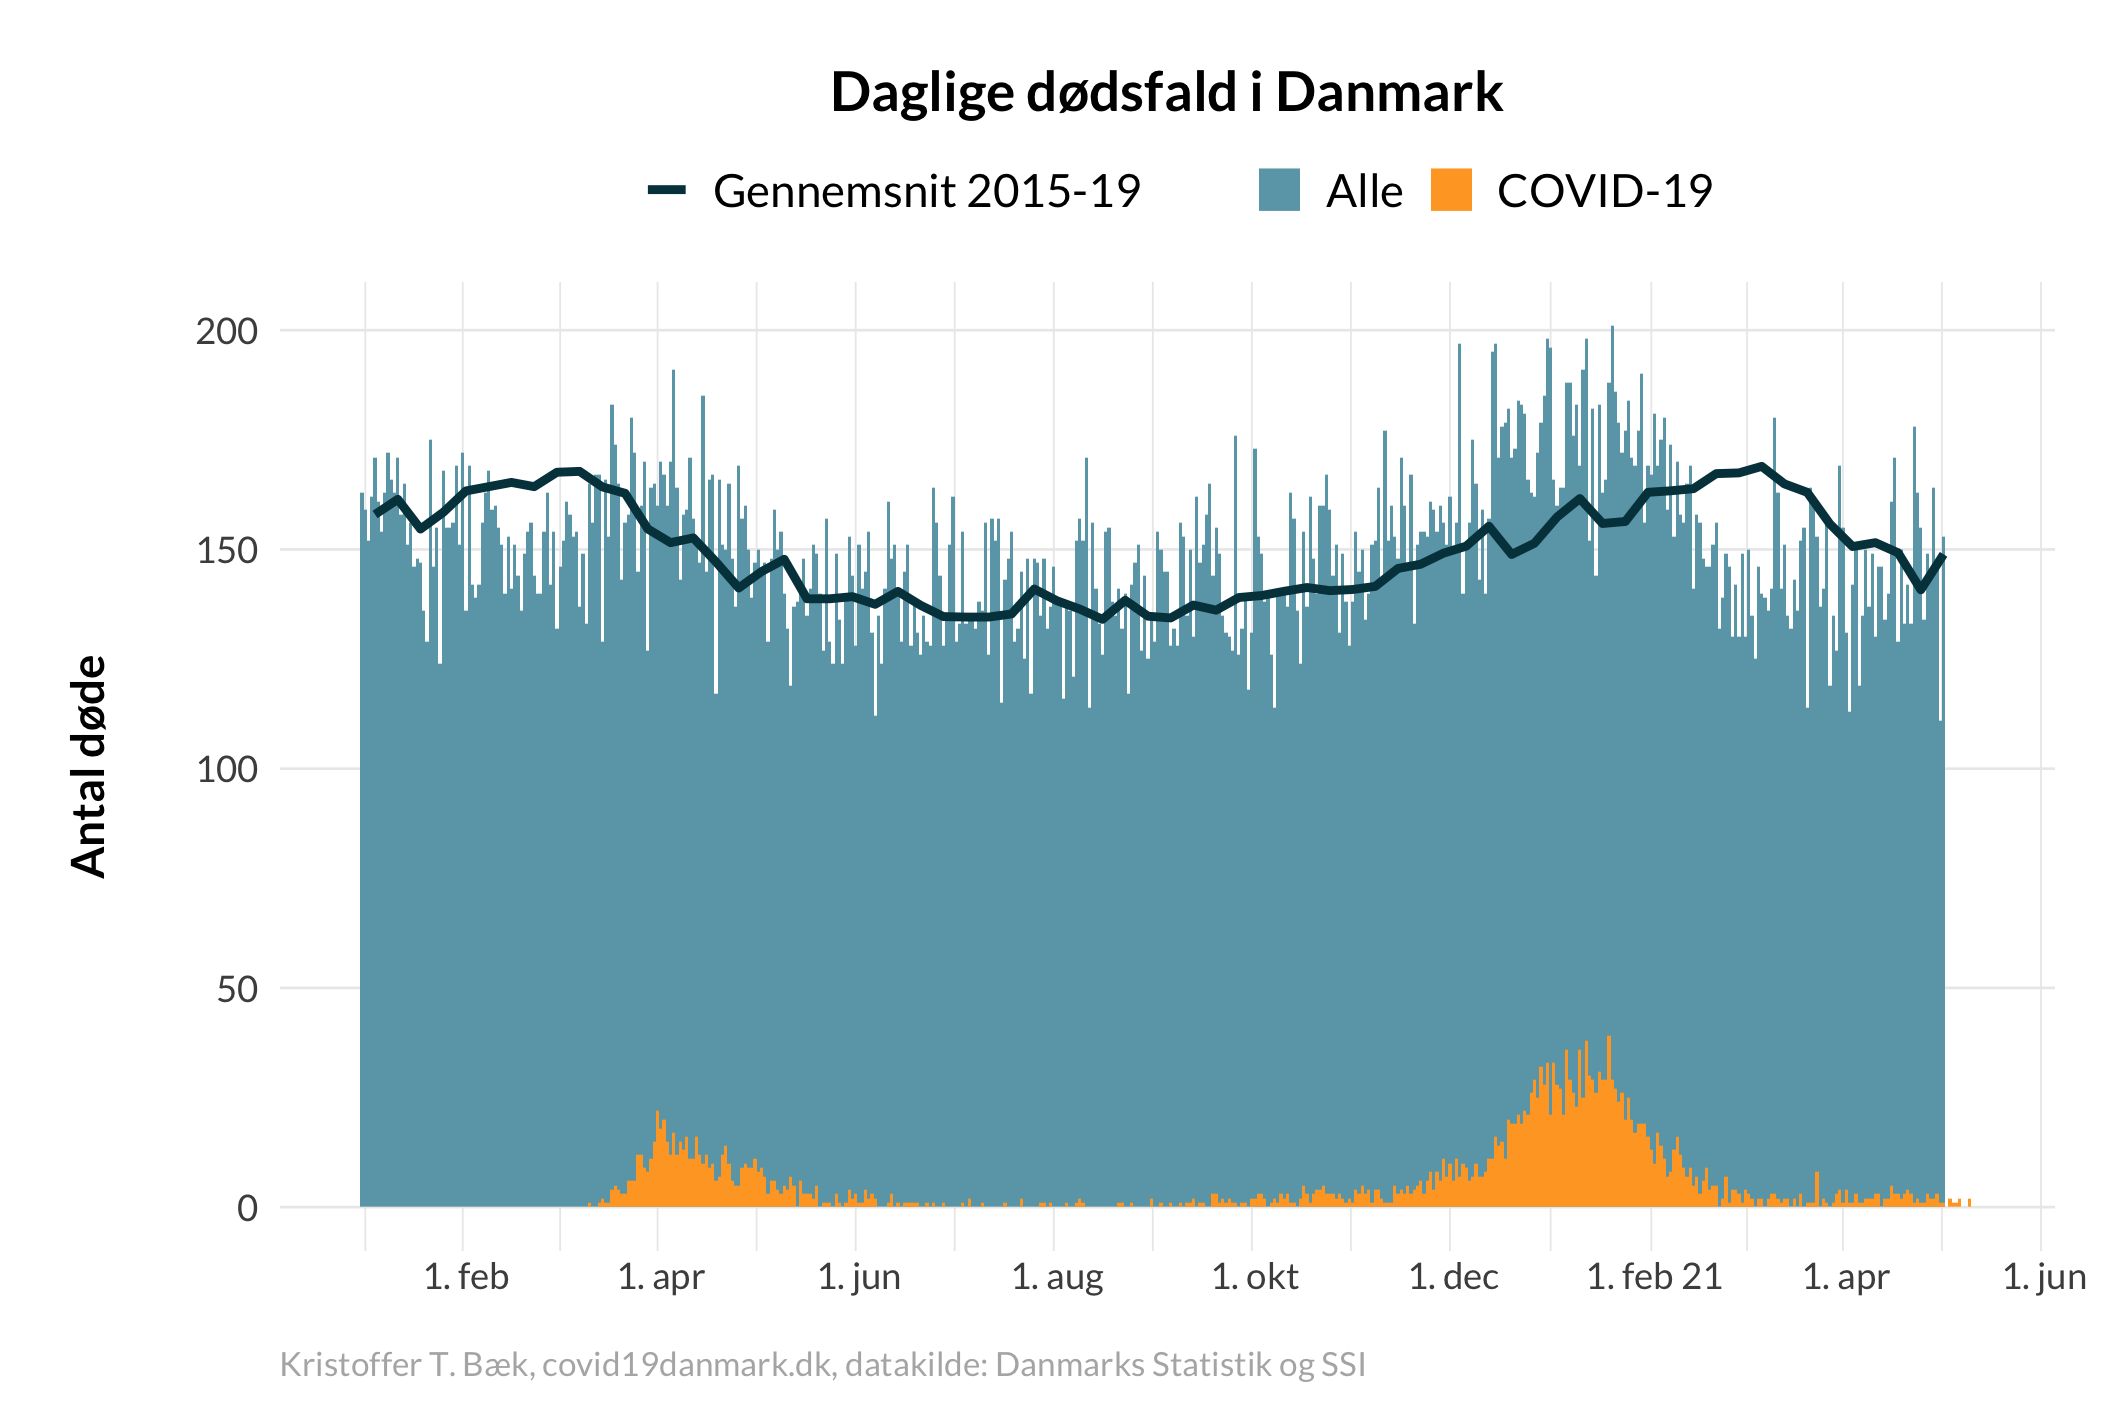 Daglige dødsfald i Danmark
Gennemsnit 2015-19 Alle COVID-19
200
150
100
50
0
Antal døde
1. feb 1. apr 1. jun 1. aug 1. okt 1. dec 1. feb 21 1. apr 1. jun
Kristoffer T. Bæk, covid19danmark.dk, datakilde: Danmarks Statistik og SSI